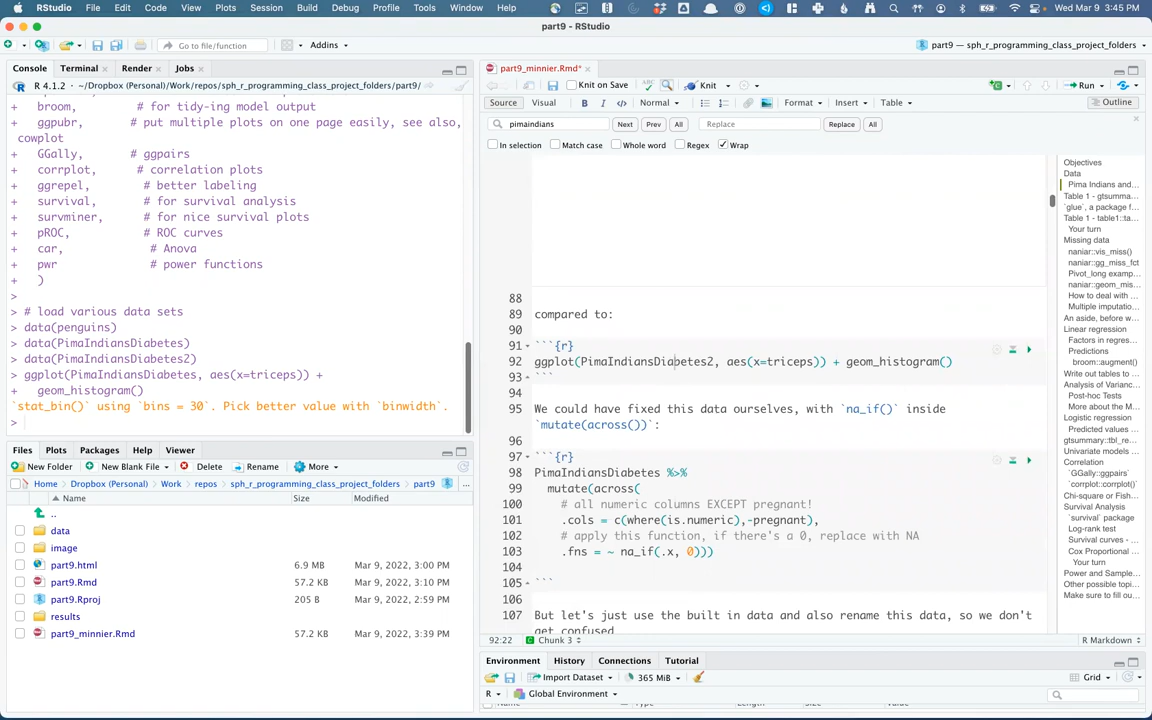 RStudio File Edit Code View Plots Session Build Debug Profile Tools Window Help Wed Mar 9 3:45 PM
part9 - RStudio
Go to file/function Addins part9 — sph_r_programming_class_project_folders
Console Terminal Render Jobs
R 4.1.2 · ~/Dropbox (Personal)/Work/repos/sph_r_programming_class_project_folders/part9/
+ broom, # for tidy-ing model output
+ ggpubr, # put multiple plots on one page easily, see also,
cowplot
+ GGally, # ggpairs
+ corrplot, # correlation plots
+ ggrepel, # better labeling
+ survival, # for survival analysis
+ survminer, # for nice survival plots
+ pROC, # ROC curves
+ car, # Anova
+ pwr # power functions
+ )
>
> # load various data sets
> data(penguins)
> data(PimaIndiansDiabetes)
> data(PimaIndiansDiabetes2)
> ggplot(PimaIndiansDiabetes, aes(x=triceps)) +
+ geom_histogram()
`stat_bin()` using `bins = 30`. Pick better value with `binwidth`.
>
Files Plots Packages Help Viewer
New Folder New Blank File Delete Rename More
Home Dropbox (Personal) Work repos sph_r_programming_class_project_folders part9 ...
Name Size Modified
..
data
image
part9.html 6.9 MB Mar 9, 2022, 3:00 PM
part9.Rmd 57.2 KB Mar 9, 2022, 3:10 PM
part9.Rproj 205 B Mar 9, 2022, 2:59 PM
results
part9_minnier.Rmd 57.2 KB Mar 9, 2022, 3:39 PM
part9_minnier.Rmd*
Knit on Save ABC Knit Run
Source Visual B I </> Normal Format Insert Table Outline
pimaindians Next Prev All Replace Replace All
In selection Match case Whole word Regex Wrap
88
89 compared to:
90
91 ```{r}
92 ggplot(PimaIndiansDiabetes2, aes(x=triceps)) + geom_histogram()
93 ```
94
95 We could have fixed this data ourselves, with `na_if()` inside
`mutate(across())`:
96
97 ```{r}
98 PimaIndiansDiabetes %>%
99 mutate(across(
100 # all numeric columns EXCEPT pregnant!
101 .cols = c(where(is.numeric),-pregnant),
102 # apply this function, if there's a 0, replace with NA
103 .fns = ~ na_if(.x, 0)))
104
105 ```
106
107 But let's just use the built in data and also rename this data, so we don't
get confused
92:22 Chunk 3 R Markdown
Objectives
Data
Pima Indians and...
Table 1 - gtsumma...
`glue`, a package f...
Table 1 - table1::ta...
Your turn
Missing data
naniar::vis_miss()
naniar::gg_miss_fct
Pivot_long examp...
naniar::geom_mis...
How to deal with ...
Multiple imputatio...
An aside, before w...
Linear regression
Factors in regres...
Predictions
broom::augment()
Write out tables to ...
Analysis of Varianc...
Post-hoc Tests
More about the M...
Logistic regression
Predicted values ...
gtsummary::tbl_re...
Univariate models ...
Correlation
`GGally::ggpairs`
`corrplot::corrplot()`
Chi-square or Fish...
Survival Analysis
`survival` package
Log-rank test
Survival curves - ...
Cox Proportional ...
Your turn
Power and Sample...
Other possible topi...
Make sure to fill ou...
Environment History Connections Tutorial
Import Dataset 365 MiB Grid
R Global Environment